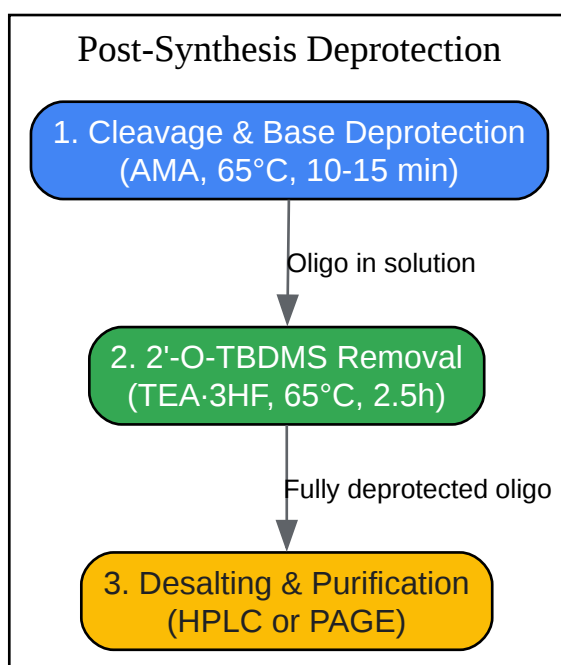 Post-Synthesis Deprotection
1. Cleavage & Base Deprotection
(AMA, 65°C, 10-15 min)
Oligo in solution
2. 2'-O-TBDMS Removal
(TEA·3HF, 65°C, 2.5h)
Fully deprotected oligo
3. Desalting & Purification
(HPLC or PAGE)